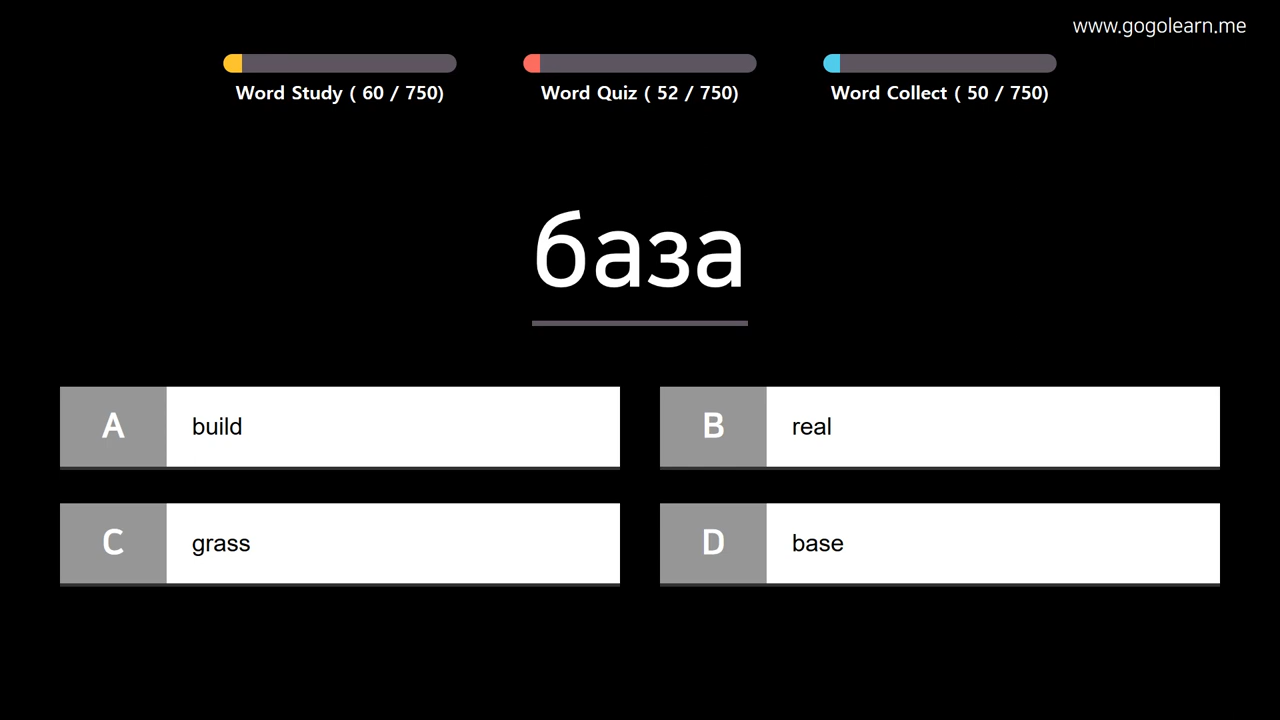 www.gogolearn.me
Word Study ( 60 / 750)
Word Quiz ( 52 / 750)
Word Collect ( 50 / 750)
база
A build
B real
C grass
D base